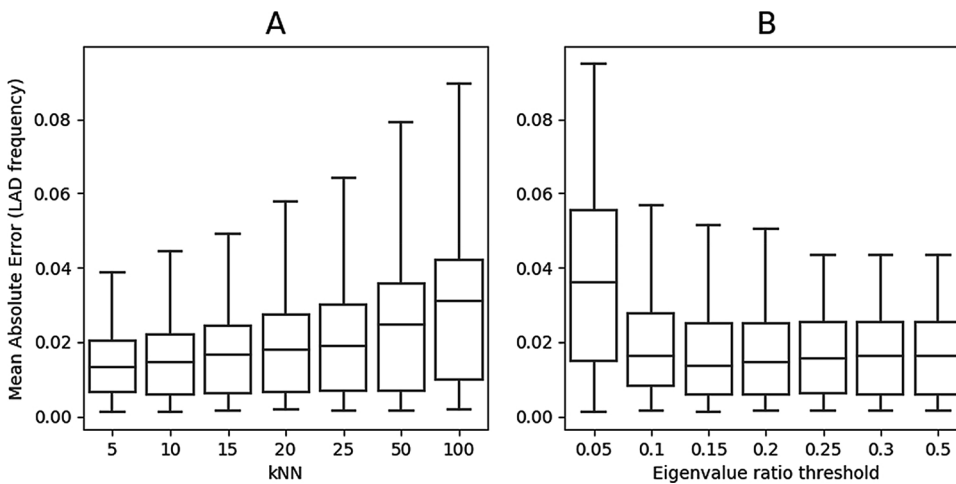 A
B
Mean Absolute Error (LAD frequency)
0.08
0.06
0.04
0.02
0.00
5 10 15 20 25 50 100
kNN
0.08
0.06
0.04
0.02
0.00
0.05 0.1 0.15 0.2 0.25 0.3 0.5
Eigenvalue ratio threshold